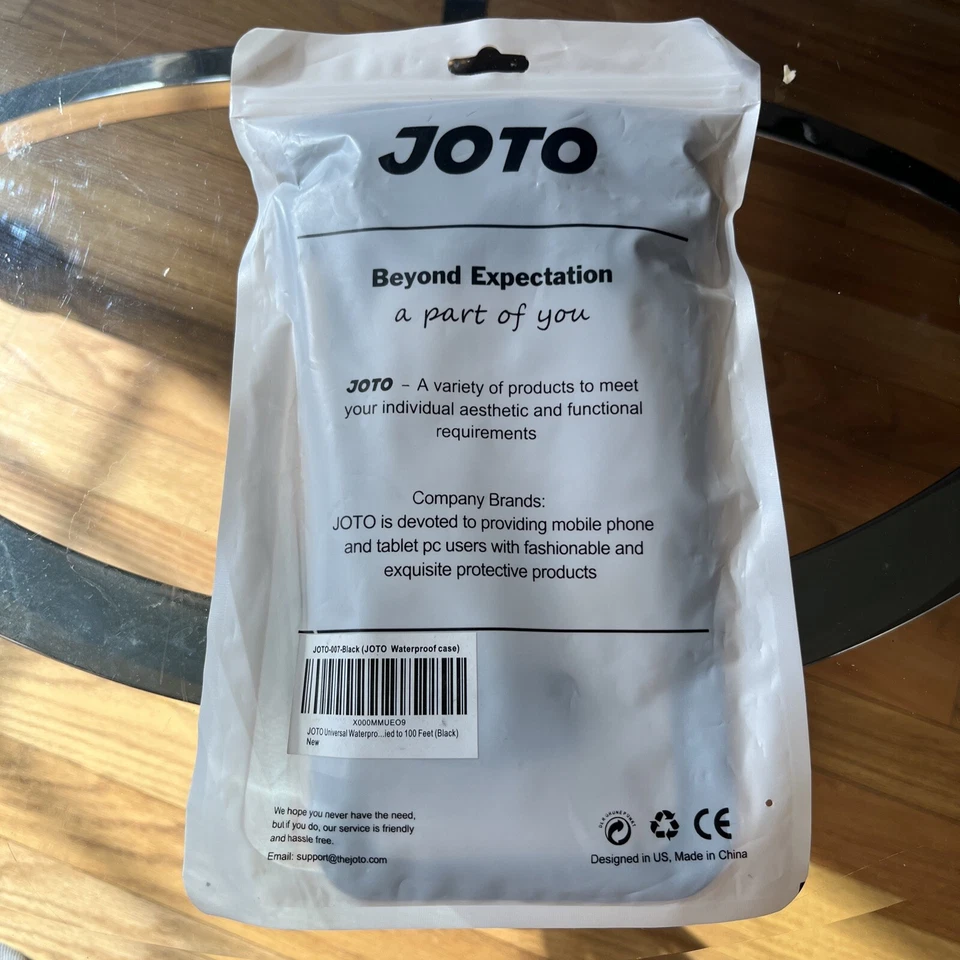 JOTO
Beyond Expectation
a part of you
JOTO – A variety of products to meet
your individual aesthetic and functional
requirements
Company Brands:
JOTO is devoted to providing mobile phone
and tablet pc users with fashionable and
exquisite protective products
JOTO-007-Black (JOTO Waterproof case)
X000MMUEO9
JOTO Universal Waterpro...ied to 100 Feet (Black)
New
We hope you never have the need,
but if you do, our service is friendly
and hassle free.
Email: support@thejoto.com
DER GRÜNE PUNKT
CE
Designed in US, Made in China